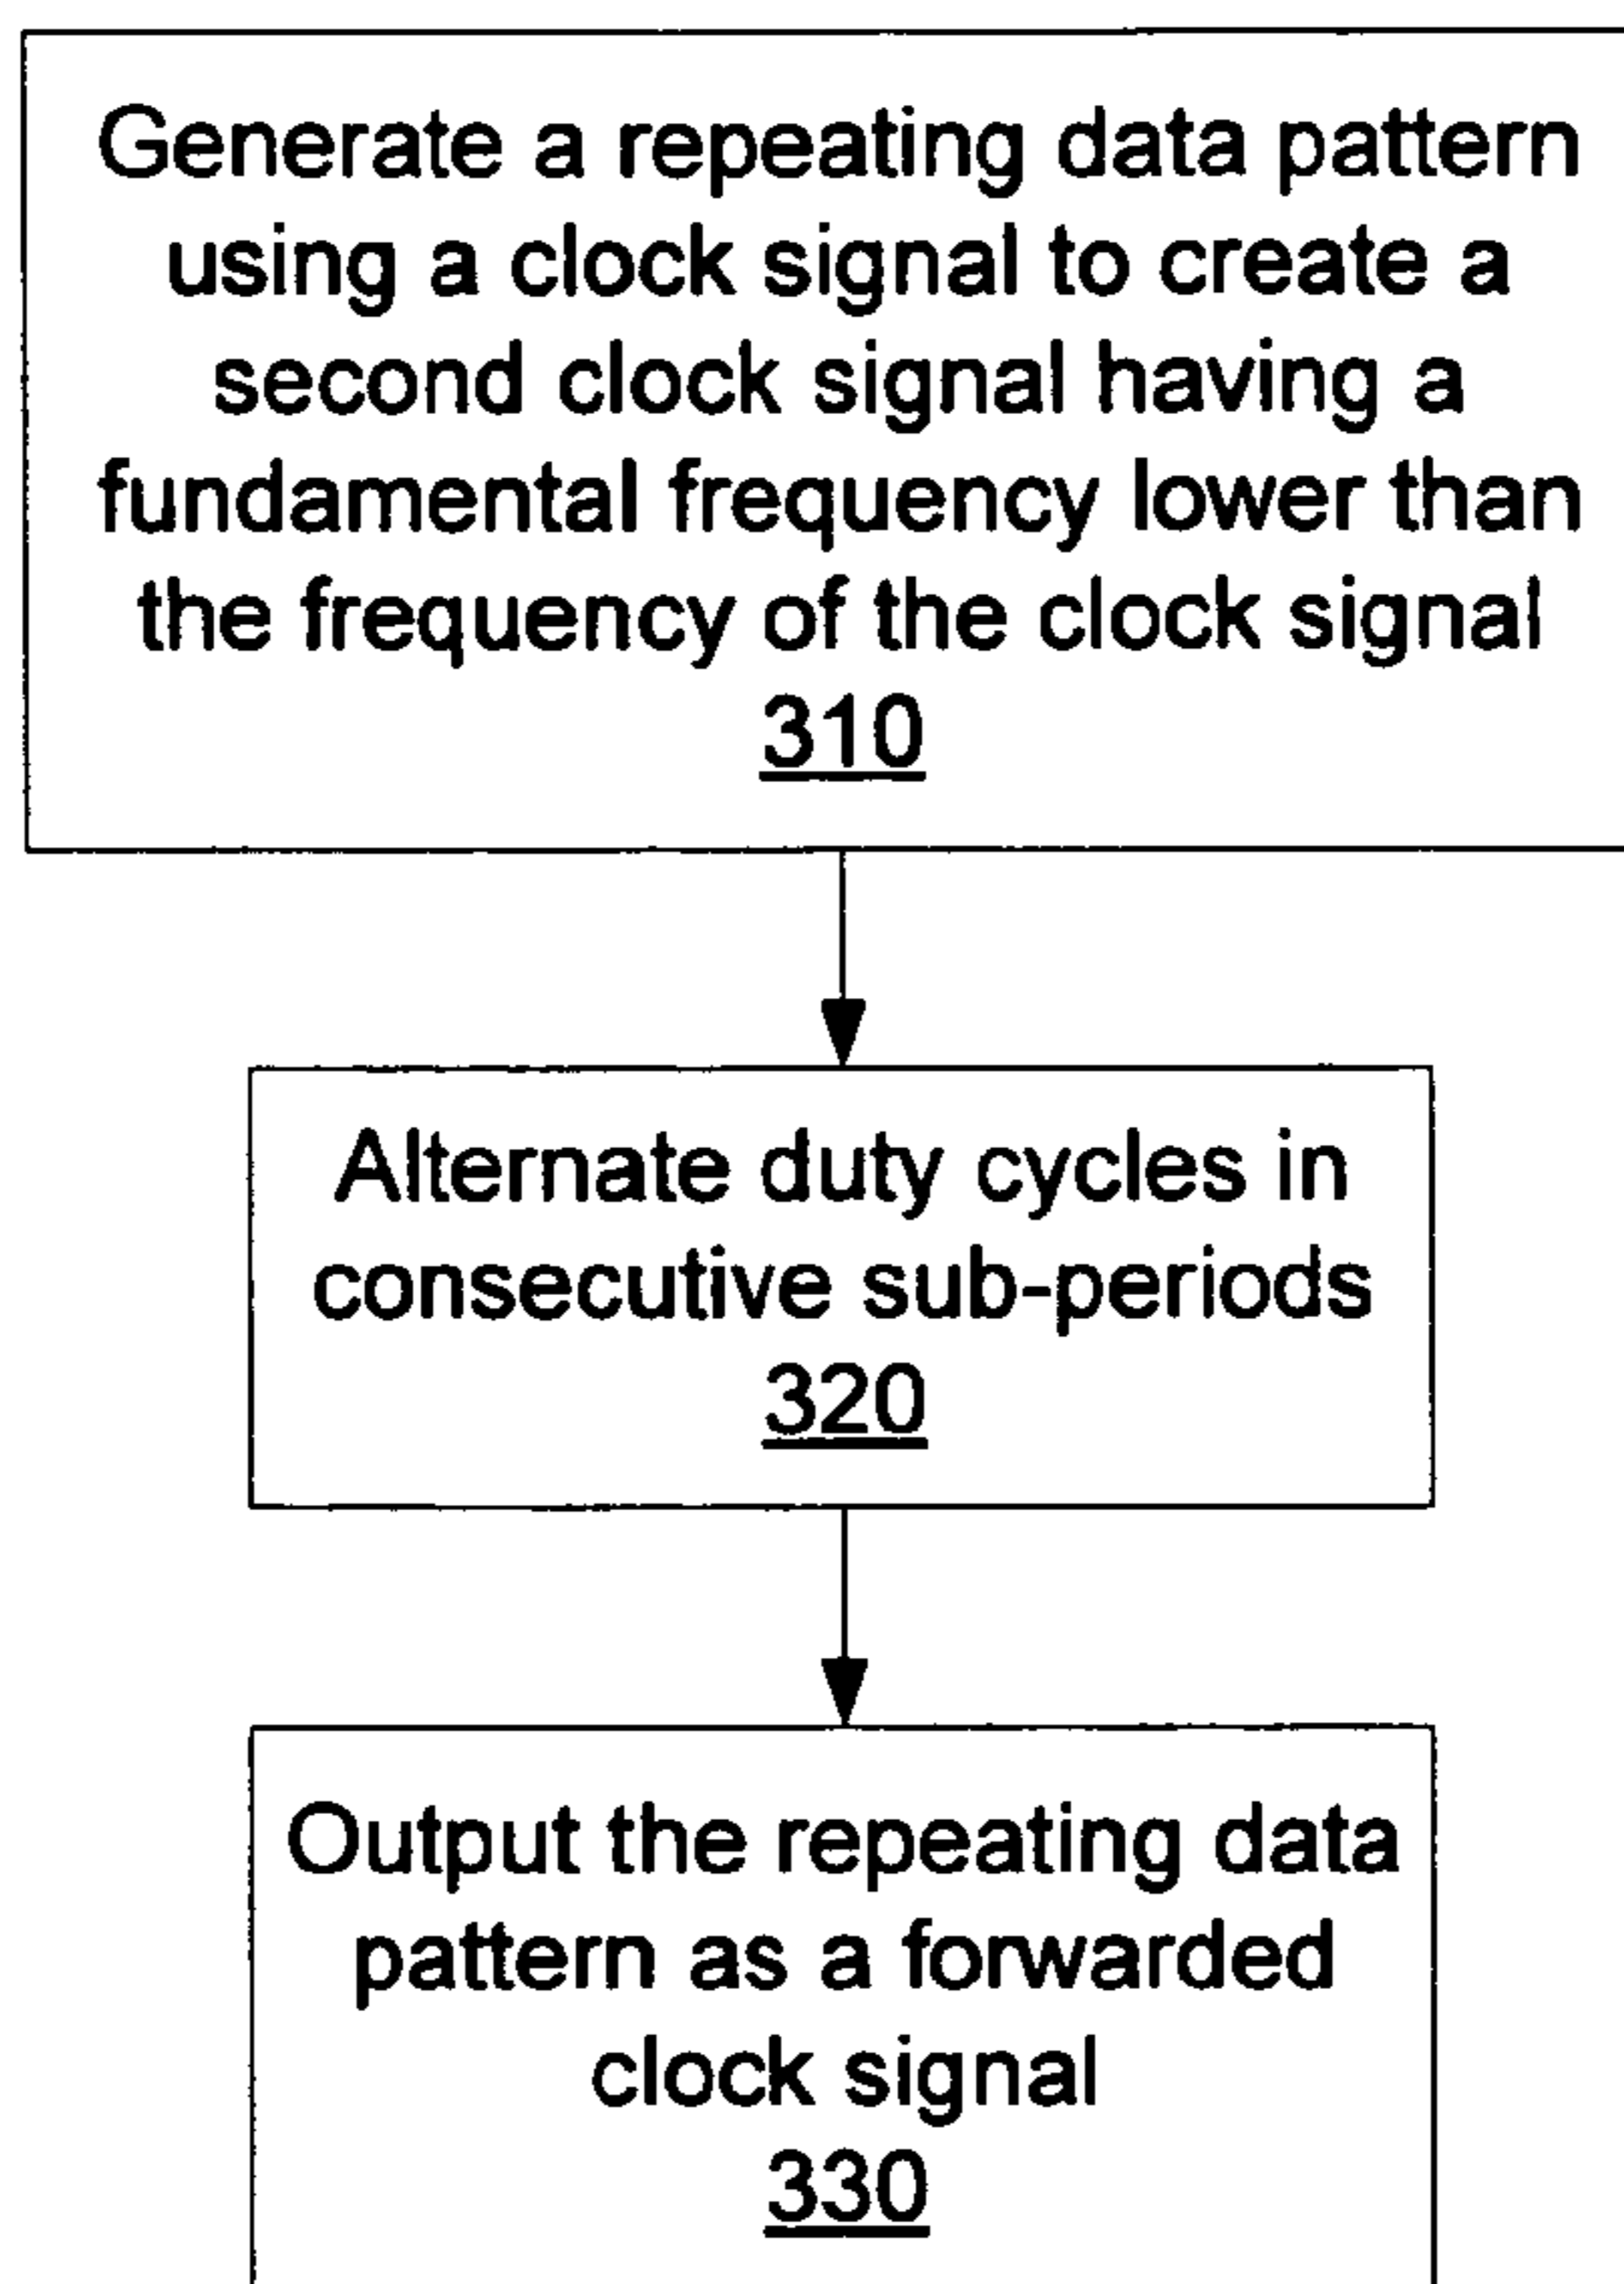 Generate a repeating data pattern
using a clock signal to create a
second clock signal having a
fundamental frequency lower than
the frequency of the clock signal
310
Alternate duty cycles in
consecutive sub-periods
320
Output the repeating data
pattern as a forwarded
clock signal
330